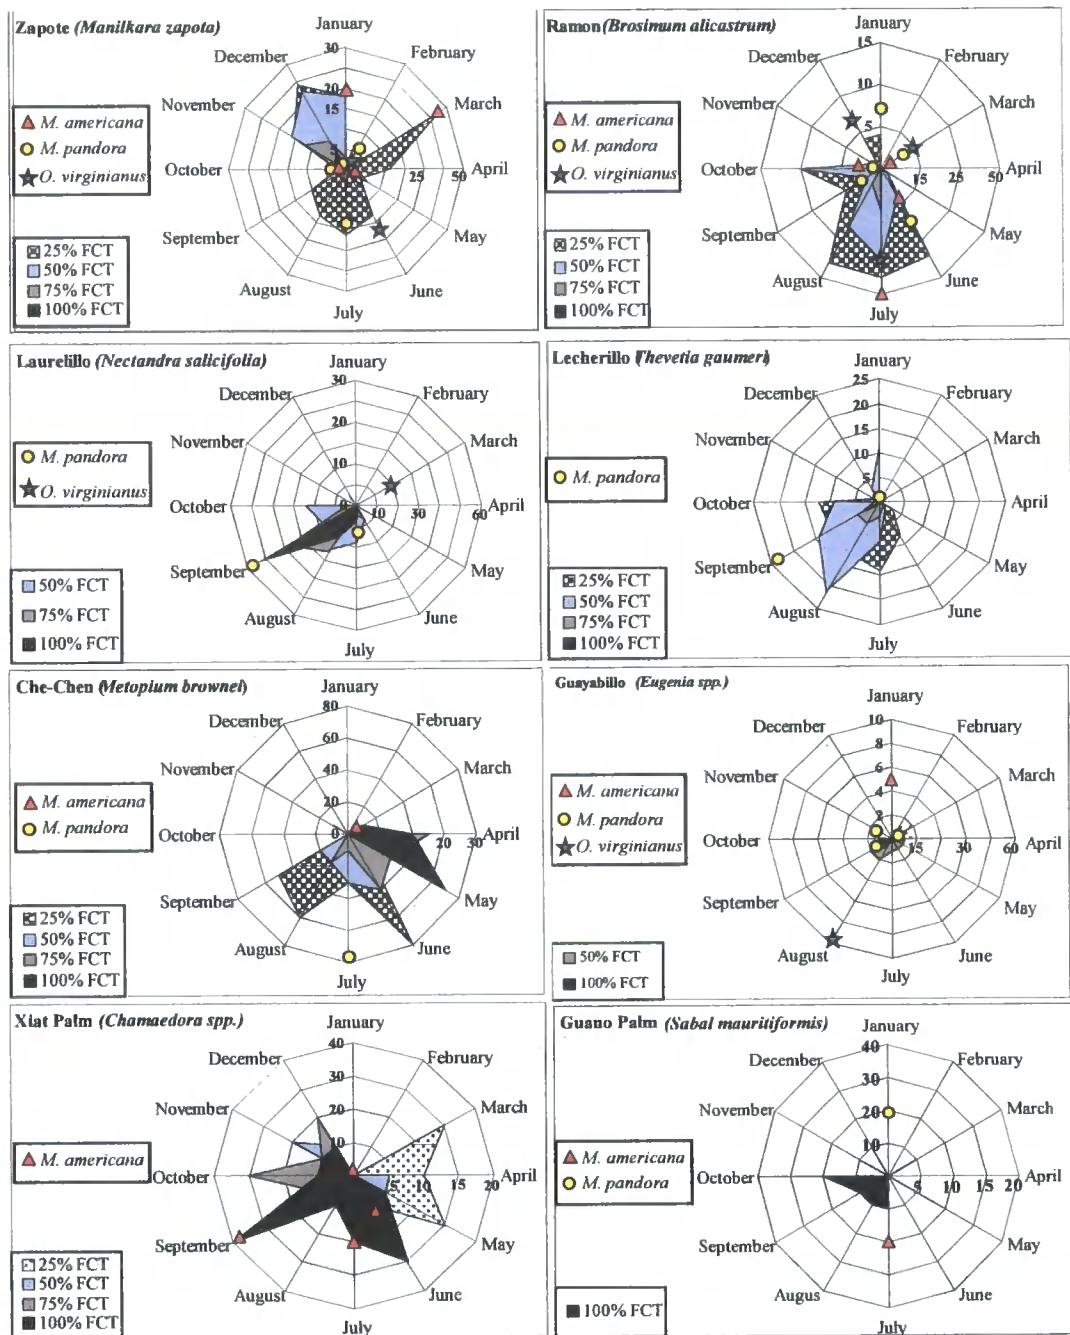 Zapote (Manilkara zapota)
January
30
20
15
February
March
April
25
50
May
June
July
August
September
October
November
December
M. americana
M. pandora
O. virginianus
25% FCT
50% FCT
75% FCT
100% FCT
Ramon (Brosimum alicastrum)
January
15
10
5
February
March
April
15
25
50
May
June
July
August
September
October
November
December
M. americana
M. pandora
O. virginianus
25% FCT
50% FCT
75% FCT
100% FCT
Laurelillo (Nectandra salicifolia)
January
30
20
10
0
February
March
10
30
60
May
June
July
August
September
October
November
December
M. pandora
O. virginianus
50% FCT
75% FCT
100% FCT
Lecherillo (Thevetia gaumeri)
January
25
20
15
10
5
February
March
April
May
June
July
August
September
October
November
December
M. pandora
25% FCT
50% FCT
75% FCT
100% FCT
Che-Chen (Metopium brownei)
January
80
60
40
20
0
February
March
April
20
30
May
June
July
August
September
October
November
December
M. americana
M. pandora
25% FCT
50% FCT
75% FCT
100% FCT
Guayabillo (Eugenia spp.)
January
10
8
6
4
2
February
March
April
15
30
60
May
June
July
August
September
October
November
December
M. americana
M. pandora
O. virginianus
50% FCT
100% FCT
Xiat Palm (Chamaedora spp.)
January
40
30
20
10
February
March
April
5
10
15
20
May
June
July
August
September
October
November
December
M. americana
25% FCT
50% FCT
75% FCT
100% FCT
Guano Palm (Sabal mauritiformis)
January
40
30
20
10
February
March
April
5
10
15
20
May
June
July
August
September
October
November
December
M. americana
M. pandora
100% FCT